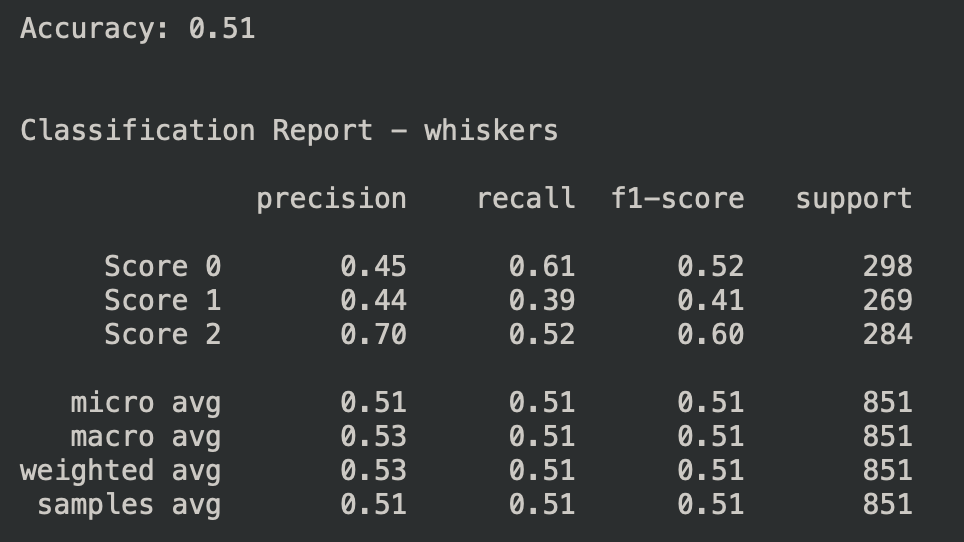 Accuracy: 0.51
Classification Report – whiskers
precision recall f1-score support
Score 0 0.45 0.61 0.52 298
Score 1 0.44 0.39 0.41 269
Score 2 0.70 0.52 0.60 284
micro avg 0.51 0.51 0.51 851
macro avg 0.53 0.51 0.51 851
weighted avg 0.53 0.51 0.51 851
samples avg 0.51 0.51 0.51 851